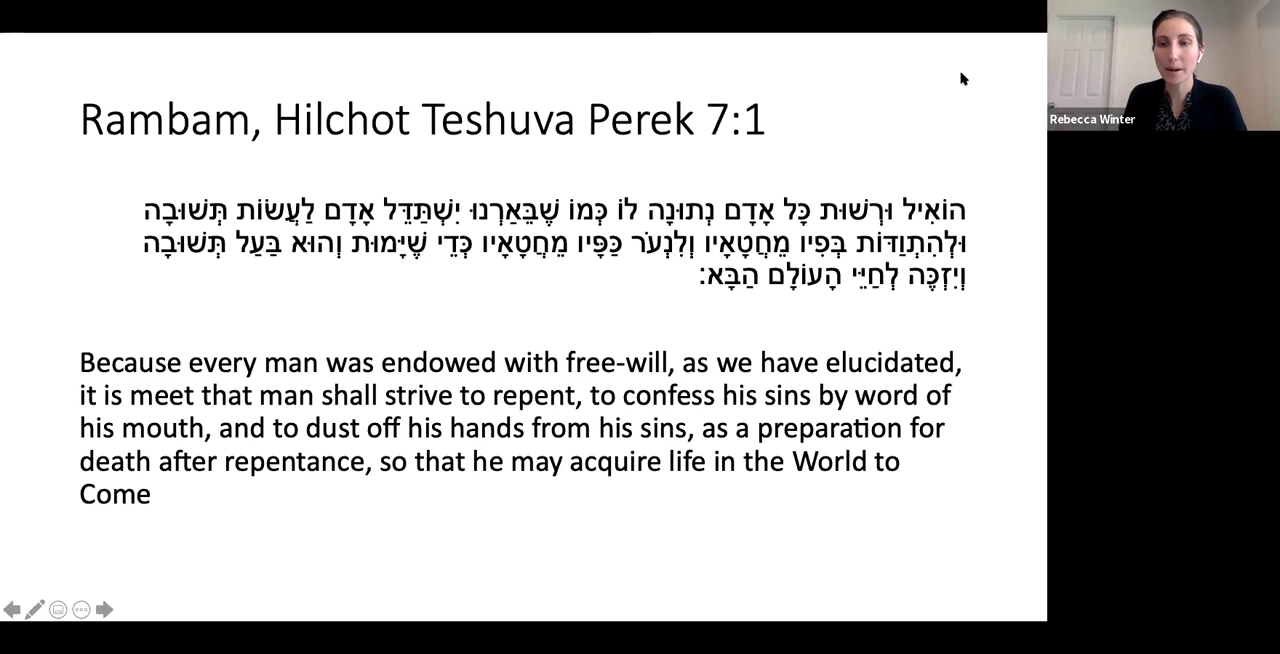 Rambam, Hilchot Teshuva Perek 7:1
הוֹאִיל וּרְשׁוּת כָּל אָדָם נְתוּנָה לוֹ כְּמוֹ שֶׁבֵּאַרְנוּ יִשְׁתַּדֵּל אָדָם לַעֲשׂוֹת תְּשׁוּבָה
וּלְהִתְוַדּוֹת בְּפִיו מֵחֲטָאָיו וְלִנְעֹר כַּפָּיו מֵחֲטָאָיו כְּדֵי שֶׁיָּמוּת וְהוּא בַּעַל תְּשׁוּבָה
וְיִזְכֶּה לְחַיֵּי הָעוֹלָם הַבָּא:
Because every man was endowed with free-will, as we have elucidated,
it is meet that man shall strive to repent, to confess his sins by word of
his mouth, and to dust off his hands from his sins, as a preparation for
death after repentance, so that he may acquire life in the World to
Come
Rebecca Winter